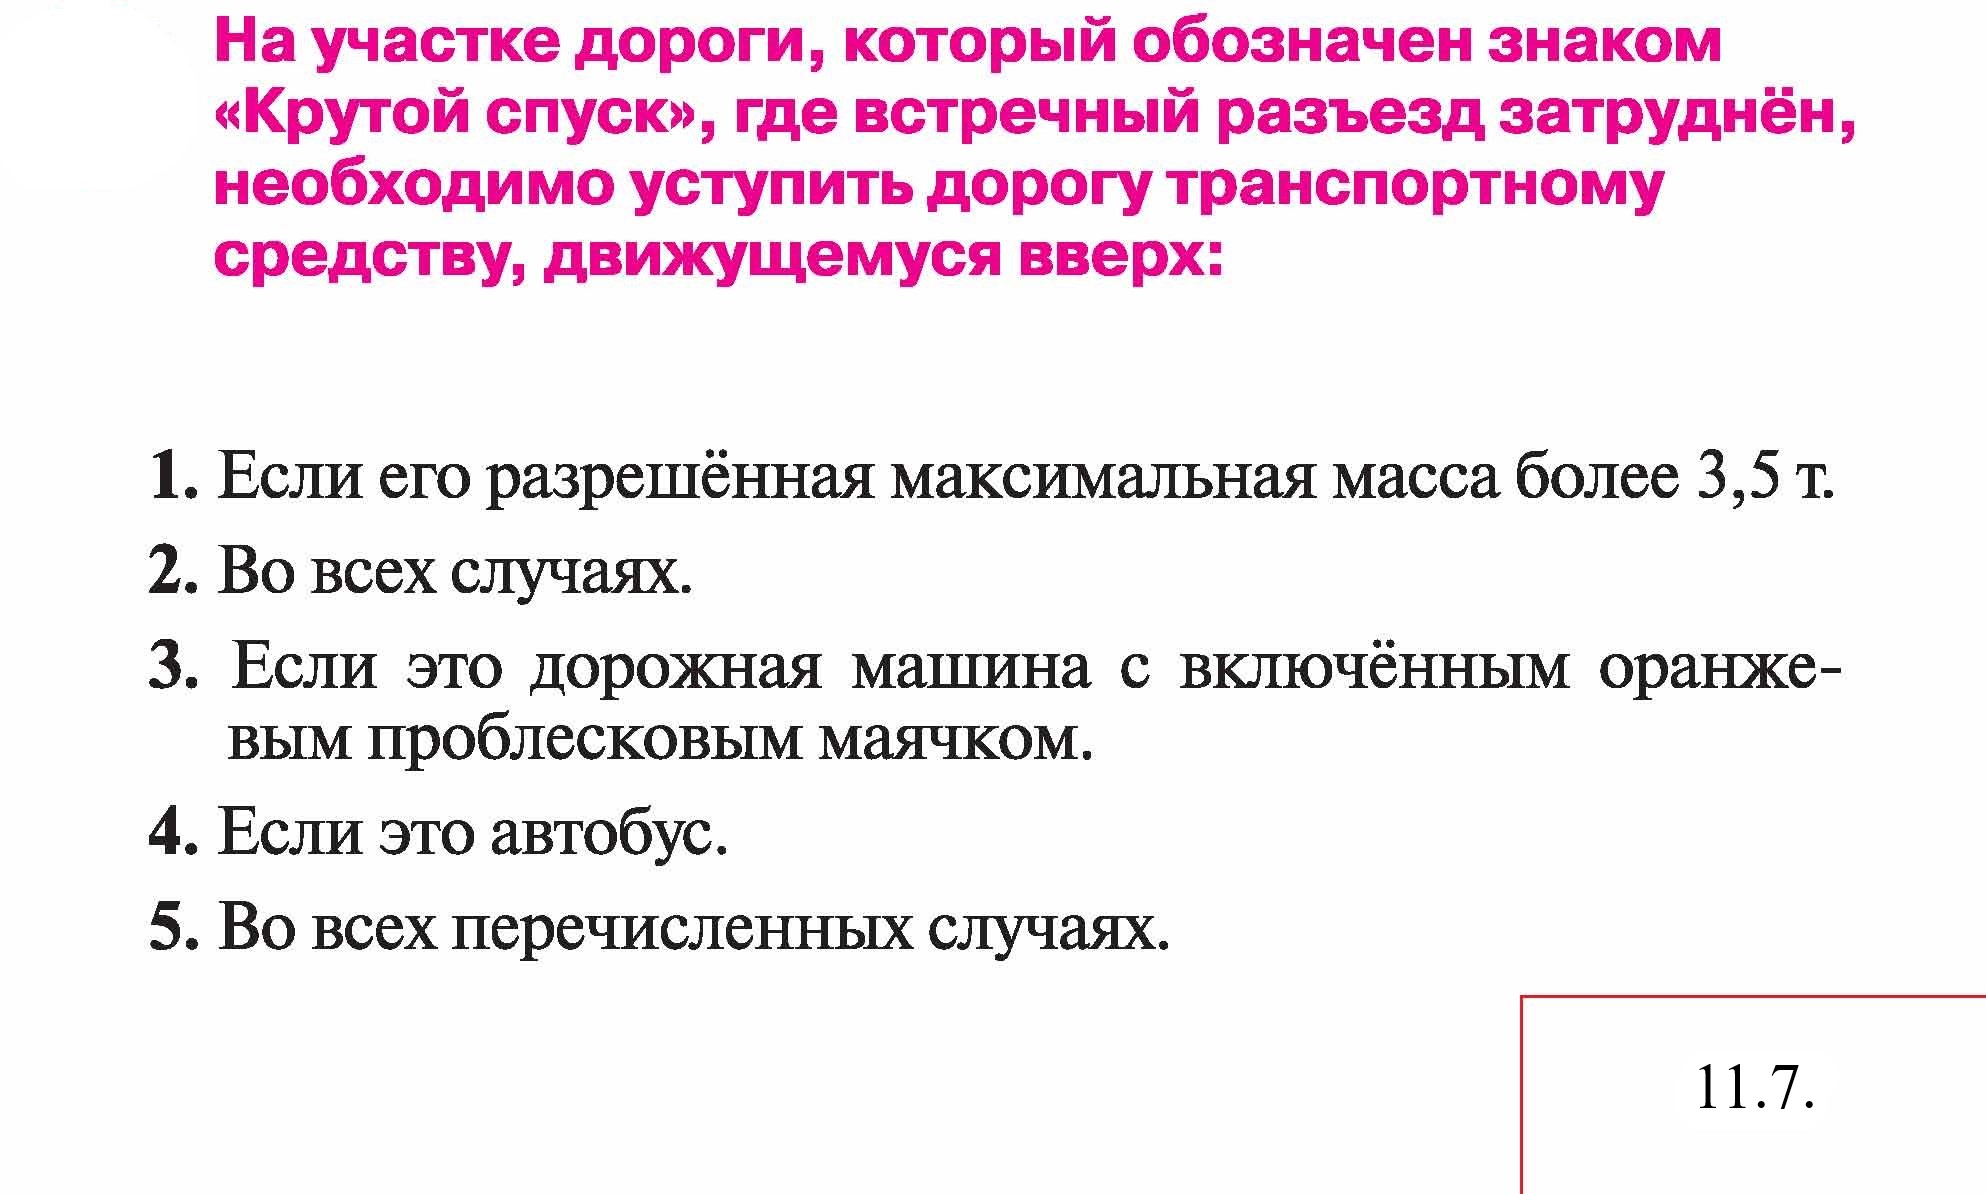 На участке дороги, который обозначен знаком
«Крутой спуск», где встречный разъезд затруднён,
необходимо уступить дорогу транспортному
средству, движущемуся вверх:
1. Если его разрешённая максимальная масса более 3,5 т.
2. Во всех случаях.
3. Если это дорожная машина с включённым оранже-
вым проблесковым маячком.
4. Если это автобус.
5. Во всех перечисленных случаях.
11.7.